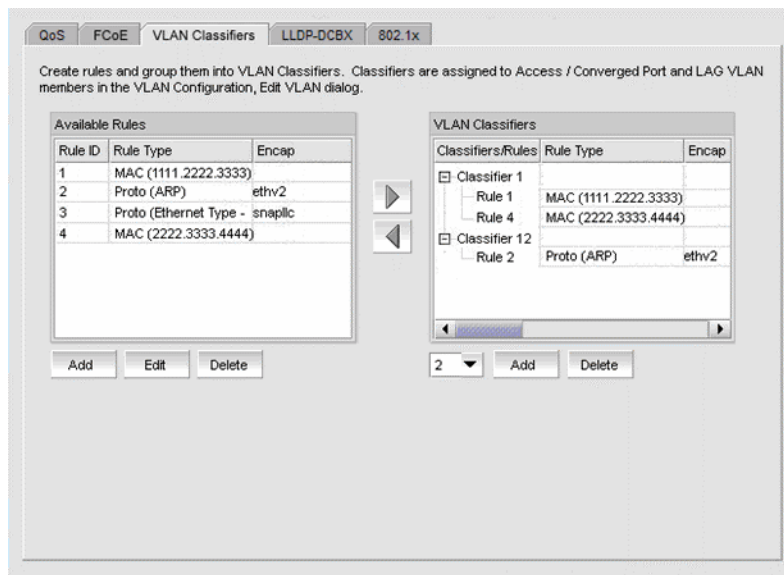 QoS FCoE VLAN Classifiers LLDP-DCBX 802.1x
Create rules and group them into VLAN Classifiers. Classifiers are assigned to Access / Converged Port and LAG VLAN
members in the VLAN Configuration, Edit VLAN dialog.
Available Rules
Rule ID Rule Type Encap
1 MAC (1111.2222.3333)
2 Proto (ARP) ethv2
3 Proto (Ethernet Type - snapllc
4 MAC (2222.3333.4444)
Add Edit Delete
VLAN Classifiers
Classifiers/Rules Rule Type Encap
Classifier 1
Rule 1 MAC (1111.2222.3333)
Rule 4 MAC (2222.3333.4444)
Classifier 12
Rule 2 Proto (ARP) ethv2
2 Add Delete